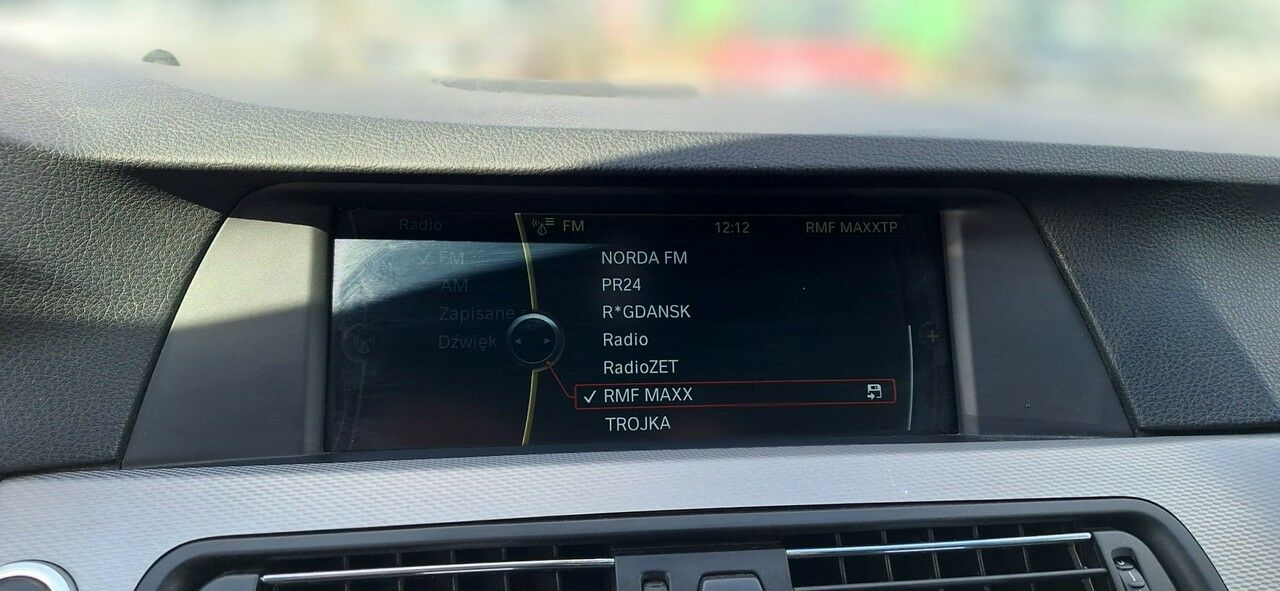 Radio FM 12:12 RMF MAXXTP
FM
AM
Zapisane
Dźwięk
NORDA FM
PR24
R*GDANSK
Radio
RadioZET
RMF MAXX
TROJKA